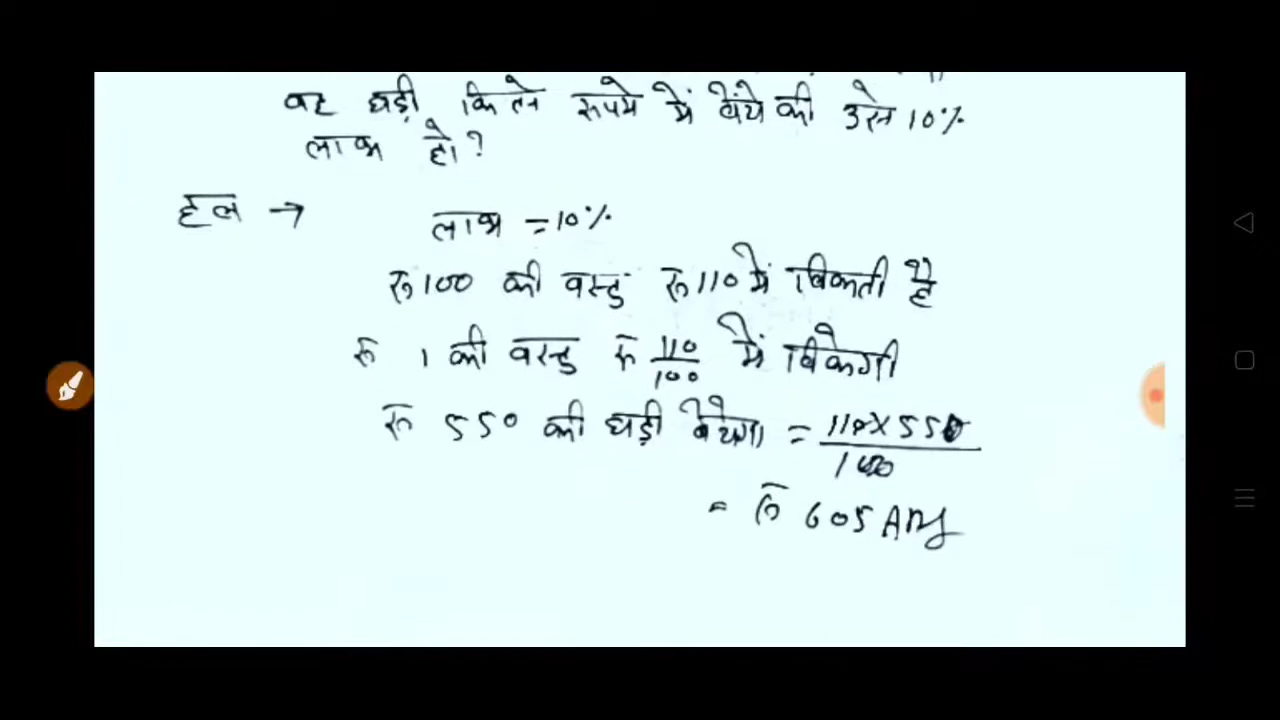 वह घड़ी कितने रूपये में बेंचे की उसे 10%
लाभ हो?
हल → लाभ = 10%
रू 100 की वस्तु रू 110 में बिकती है
रू 1 की वस्तु रू 110/100 में बिकेगी
रू 550 की घड़ी बेचेगा = 110×550/100
= रू 605 Ans